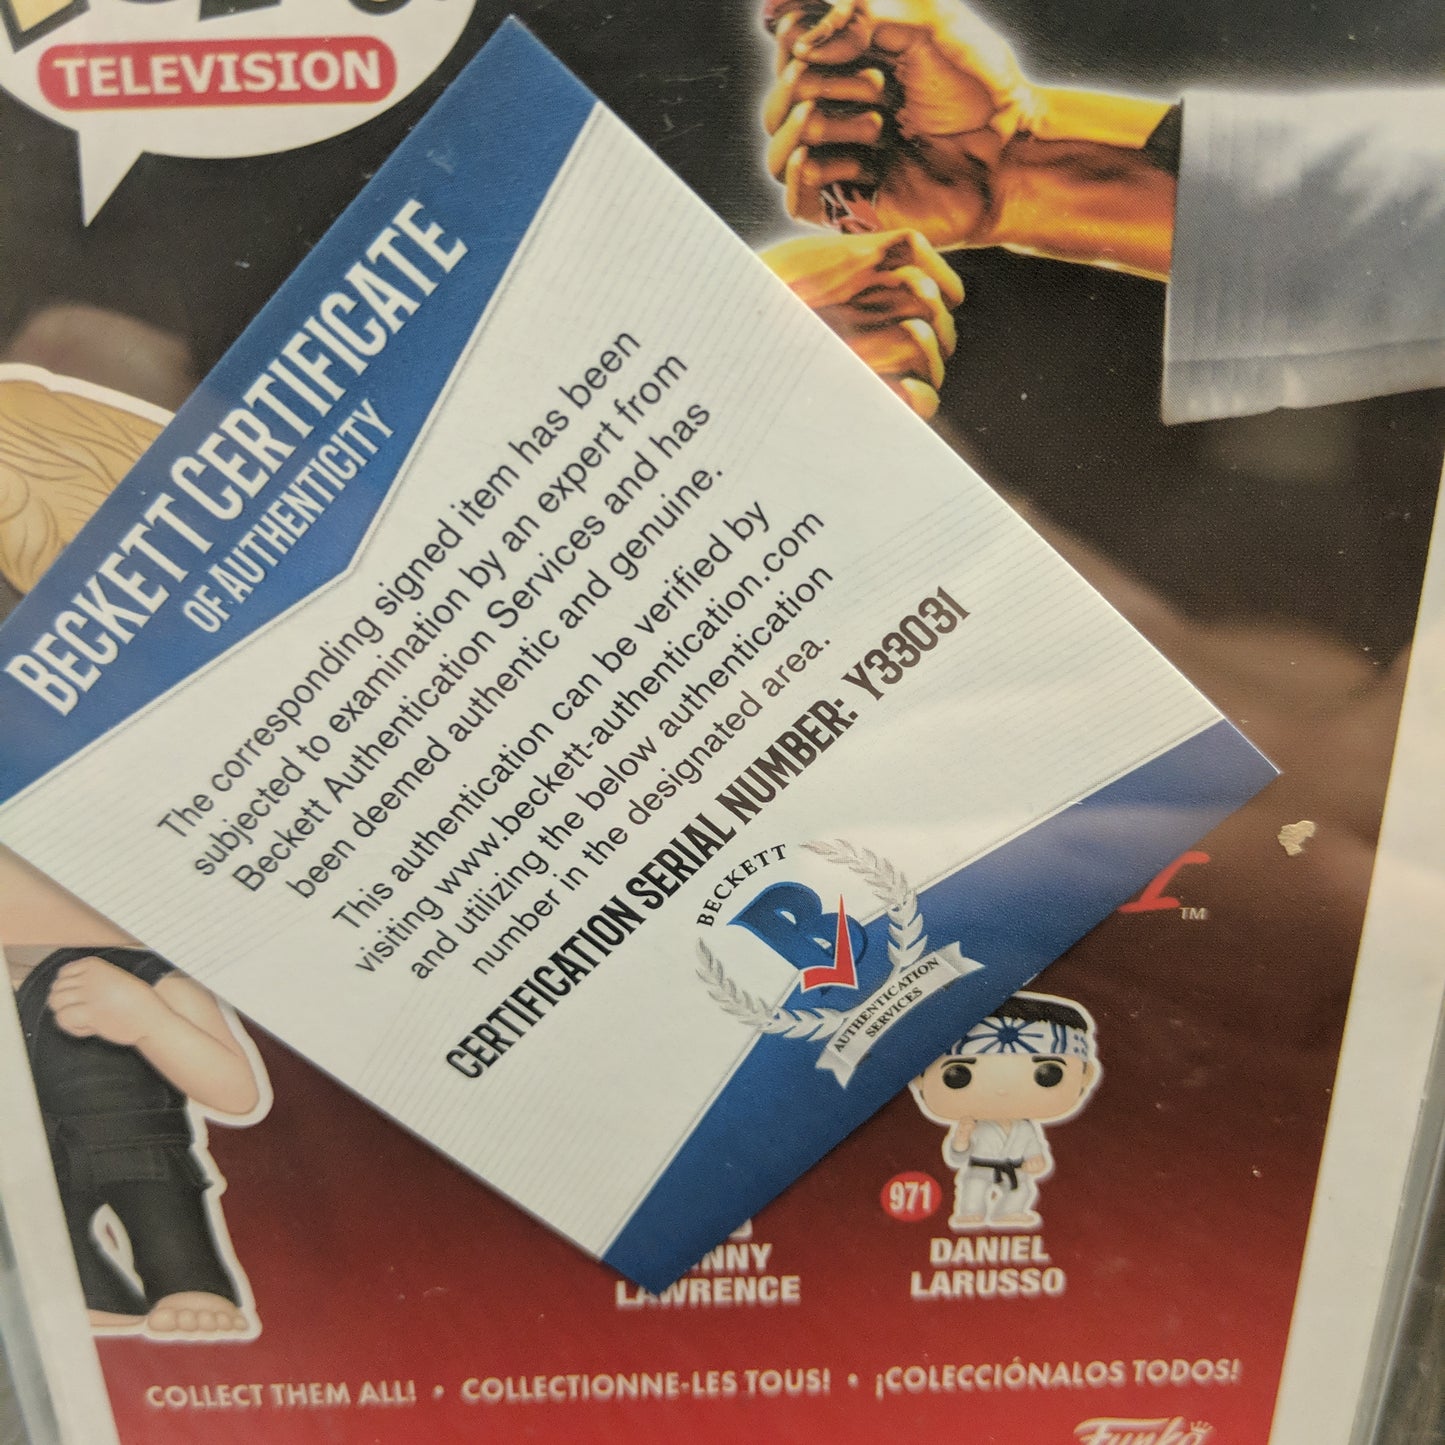 TELEVISION
BECKETT CERTIFICATE
OF AUTHENTICITY
The corresponding signed item has been
subjected to examination by an expert from
Beckett Authentication Services and has
been deemed authentic and genuine.
This authentication can be verified by
visiting www.beckett-authentication.com
and utilizing the below authentication
number in the designated area.
CERTIFICATION SERIAL NUMBER: Y33031
BECKETT
B
AUTHENTICATION
SERVICES
TM
971
DANIEL
LARUSSO
LAWRENCE
COLLECT THEM ALL! • COLLECTIONNE-LES TOUS! • ¡COLECCIÓNALOS TODOS!
Funko